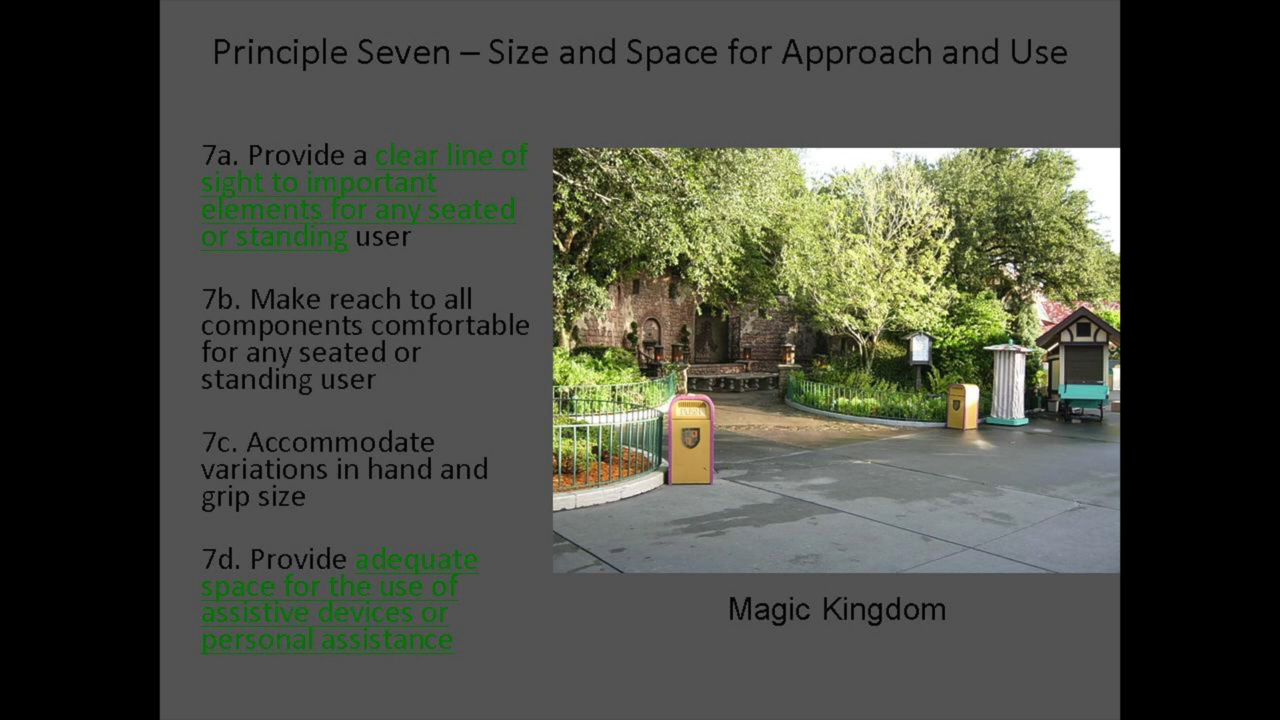 Principle Seven – Size and Space for Approach and Use
7a. Provide a clear line of
sight to important
elements for any seated
or standing user
7b. Make reach to all
components comfortable
for any seated or
standing user
7c. Accommodate
variations in hand and
grip size
7d. Provide adequate
space for the use of
assistive devices or
personal assistance
Magic Kingdom